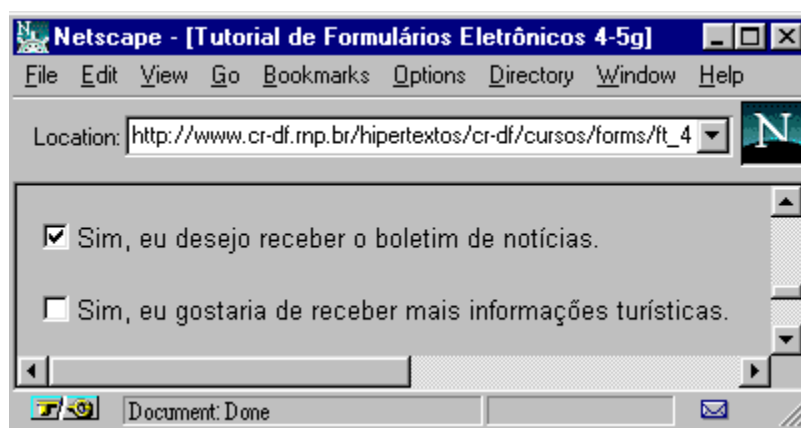 Netscape - [Tutorial de Formulários Eletrônicos 4-5g]
File Edit View Go Bookmarks Options Directory Window Help
Location: http://www.cr-df.rnp.br/hipertextos/cr-df/cursos/forms/ft_4
N
Sim, eu desejo receber o boletim de notícias.
Sim, eu gostaria de receber mais informações turísticas.
Document: Done